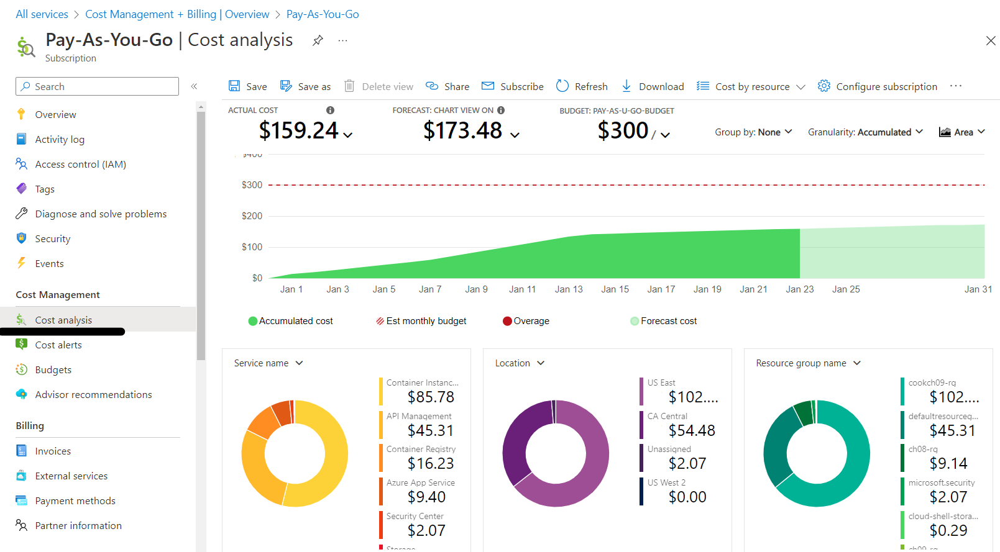 All services > Cost Management + Billing | Overview > Pay-As-You-Go
Pay-As-You-Go | Cost analysis
Subscription
Search
Overview
Activity log
Access control (IAM)
Tags
Diagnose and solve problems
Security
Events
Cost Management
Cost analysis
Cost alerts
Budgets
Advisor recommendations
Billing
Invoices
External services
Payment methods
Partner information
Save Save as Delete view Share Subscribe Refresh Download Cost by resource Configure subscription
ACTUAL COST
$159.24
FORECAST: CHART VIEW ON
$173.48
BUDGET: PAY-AS-U-GO-BUDGET
$300 /
Group by: None Granularity: Accumulated Area
$400
$300
$200
$100
$0
Jan 1 Jan 3 Jan 5 Jan 7 Jan 9 Jan 11 Jan 13 Jan 15 Jan 17 Jan 19 Jan 21 Jan 23 Jan 25 Jan 31
Accumulated cost Est monthly budget Overage Forecast cost
Service name
Container Instanc...
$85.78
API Management
$45.31
Container Registry
$16.23
Azure App Service
$9.40
Security Center
$2.07
Storage
Location
US East
$102....
CA Central
$54.48
Unassigned
$2.07
US West 2
$0.00
Resource group name
cookch09-rg
$102....
defaultresourceg...
$45.31
ch08-rg
$9.14
microsoft.security
$2.07
cloud-shell-stora...
$0.29
ch09-rg